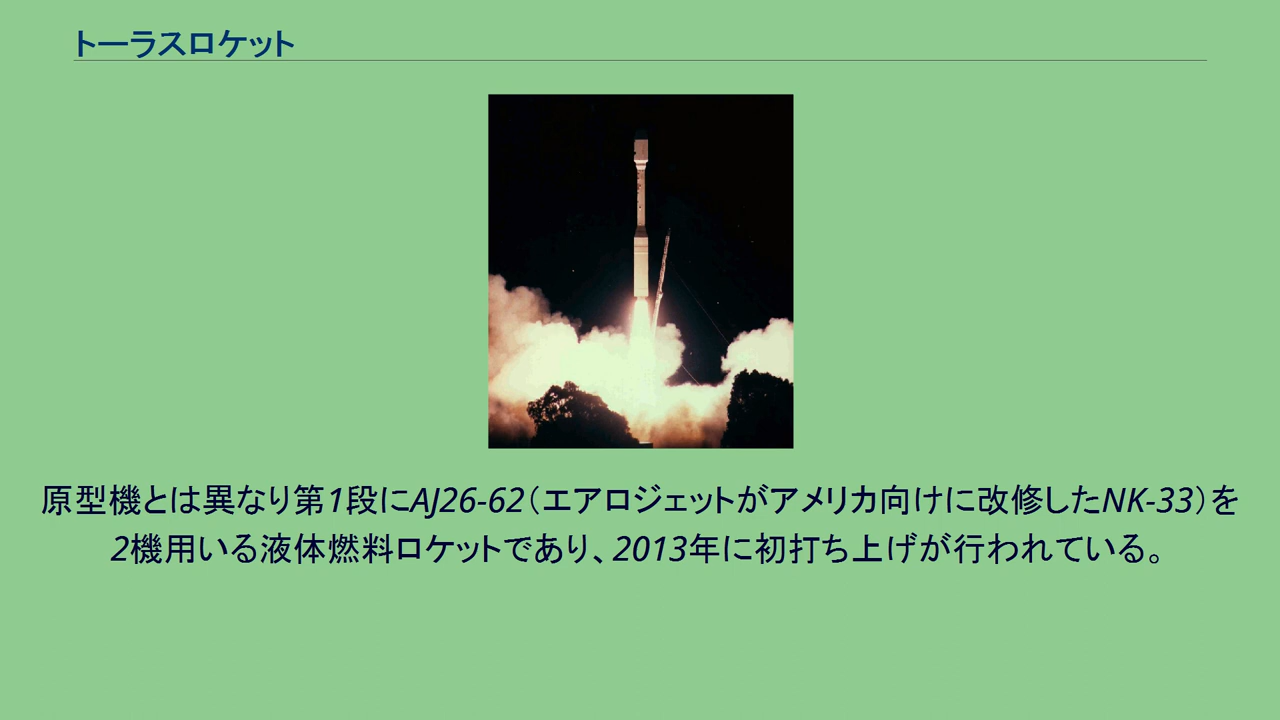 トーラスロケット
原型機とは異なり第1段にAJ26-62（エアロジェットがアメリカ向けに改修したNK-33）を
2機用いる液体燃料ロケットであり、2013年に初打ち上げが行われている。